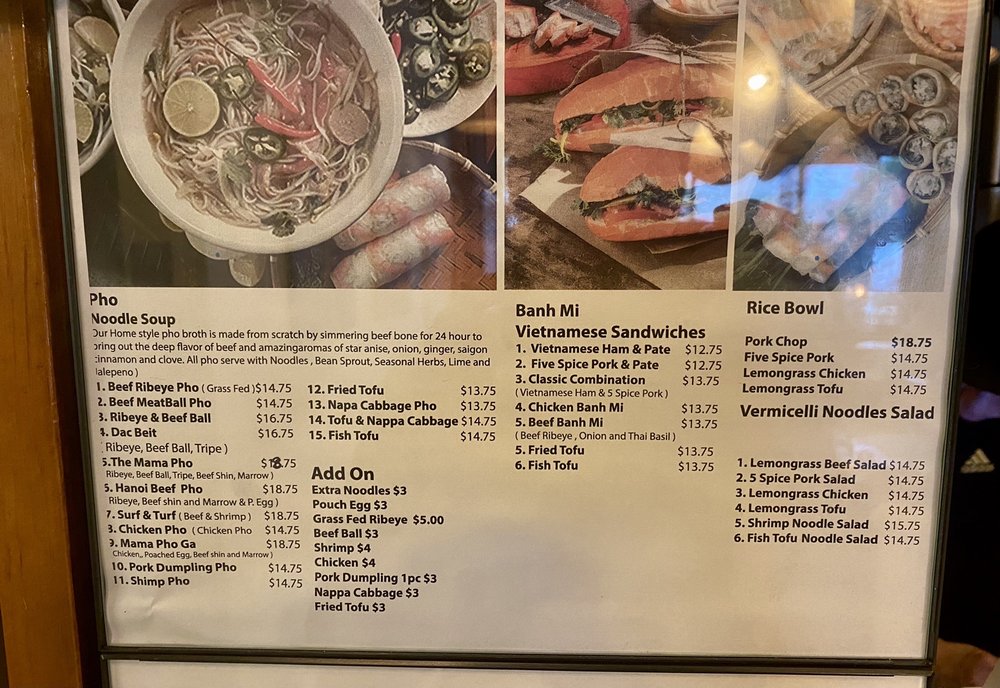 Pho
Noodle Soup
Our Home style pho broth is made from scratch by simmering beef bone for 24 hour to
bring out the deep flavor of beef and amazingaromas of star anise, onion, ginger, saigon
cinnamon and clove. All pho serve with Noodles , Bean Sprout, Seasonal Herbs, Lime and
Jalepeno )
1. Beef Ribeye Pho ( Grass Fed ) $14.75
2. Beef MeatBall Pho $14.75
3. Ribeye & Beef Ball $16.75
4. Dac Beit $16.75
( Ribeye, Beef Ball, Tripe )
5.The Mama Pho $18.75
Ribeye, Beef Ball, Tripe, Beef Shin, Marrow )
6. Hanoi Beef Pho $18.75
Ribeye, Beef shin and Marrow & P. Egg )
7. Surf & Turf ( Beef & Shrimp ) $18.75
8. Chicken Pho ( Chicken Pho $14.75
9. Mama Pho Ga $18.75
Chicken,, Poached Egg, Beef shin and Marrow )
10. Pork Dumpling Pho $14.75
11. Shimp Pho $14.75
12. Fried Tofu $13.75
13. Napa Cabbage Pho $13.75
14. Tofu & Nappa Cabbage $14.75
15. Fish Tofu $14.75
Add On
Extra Noodles $3
Pouch Egg $3
Grass Fed Ribeye $5.00
Beef Ball $3
Shrimp $4
Chicken $4
Pork Dumpling 1pc $3
Nappa Cabbage $3
Fried Tofu $3
Banh Mi
Vietnamese Sandwiches
1. Vietnamese Ham & Pate $12.75
2. Five Spice Pork & Pate $12.75
3. Classic Combination $13.75
( Vietnamese Ham & 5 Spice Pork )
4. Chicken Banh Mi $13.75
5. Beef Banh Mi $13.75
( Beef Ribeye , Onion and Thai Basil )
5. Fried Tofu $13.75
6. Fish Tofu $13.75
Rice Bowl
Pork Chop $18.75
Five Spice Pork $14.75
Lemongrass Chicken $14.75
Lemongrass Tofu $14.75
Vermicelli Noodles Salad
1. Lemongrass Beef Salad $14.75
2. 5 Spice Pork Salad $14.75
3. Lemongrass Chicken $14.75
4. Lemongrass Tofu $14.75
5. Shrimp Noodle Salad $15.75
6. Fish Tofu Noodle Salad $14.75